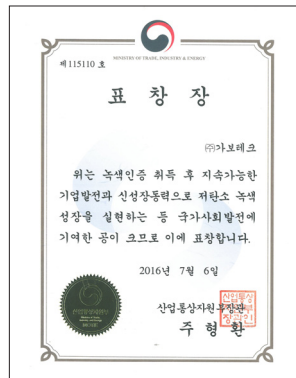 MINISTRY OF TRADE, INDUSTRY & ENERGY
제 115110 호
표 창 장
㈜가보테크
위는 녹색인증 취득 후 지속가능한
기업발전과 신성장동력으로 저탄소 녹색
성장을 실현하는 등 국가사회발전에
기여한 공이 크므로 이에 표창합니다.
2016년 7월 6일
산업통상자원부장관
주 형 환